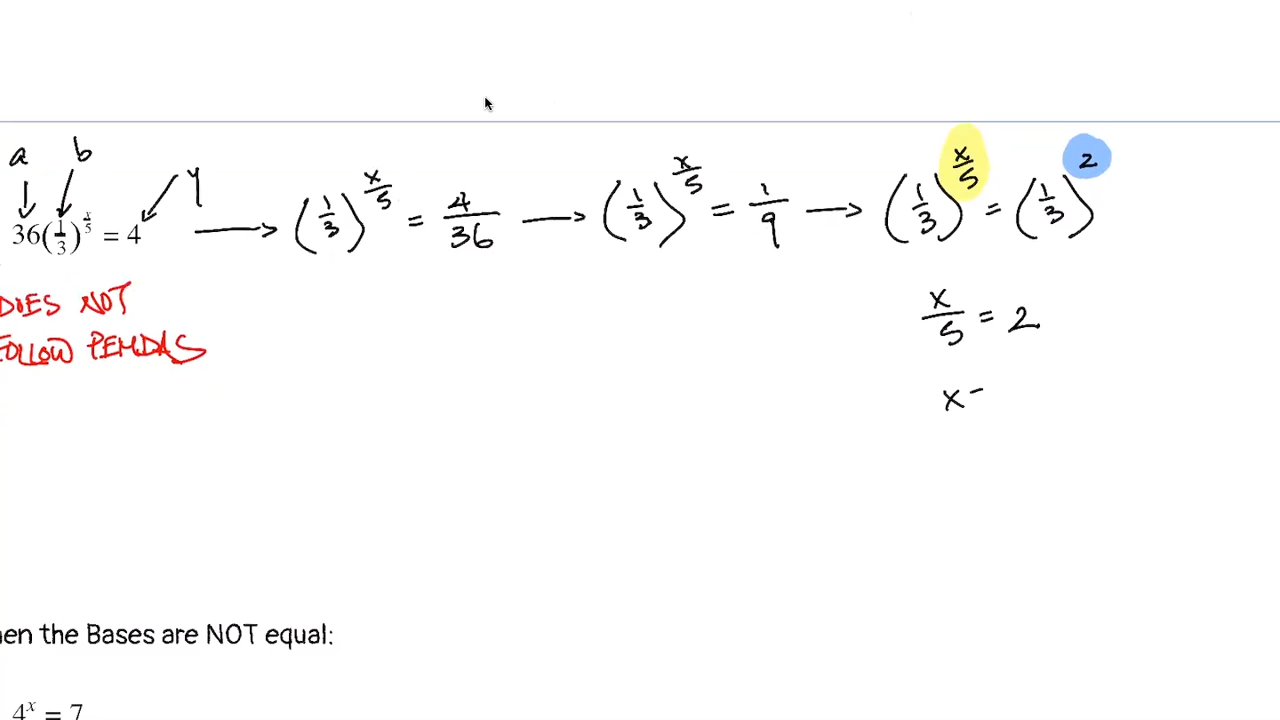 a b y
36(1/3)^(x/5) = 4 → (1/3)^(x/5) = 4/36 → (1/3)^(x/5) = 1/9 → (1/3)^(x/5) = (1/3)^2
DOES NOT
FOLLOW PEMDAS
x/5 = 2
x -
en the Bases are NOT equal:
4^x = 7